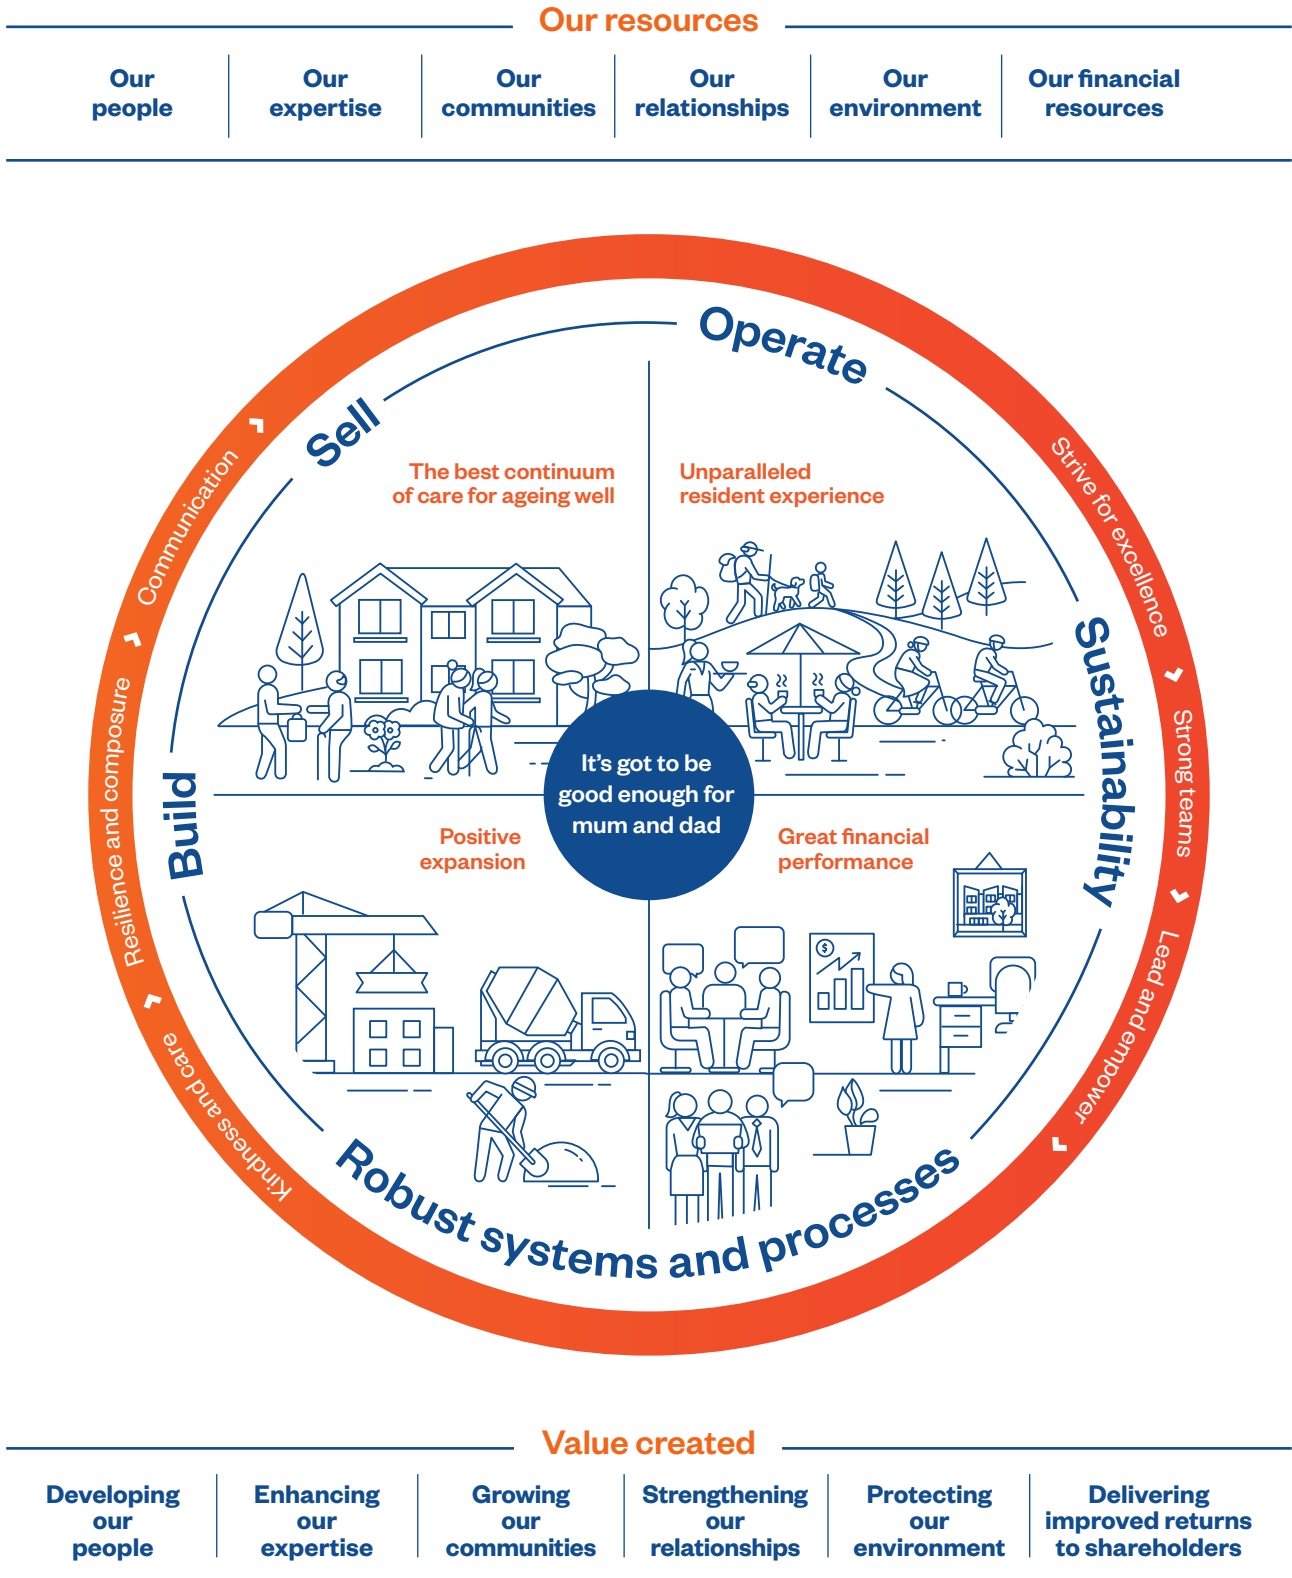 Our resources
Our
people
Our
expertise
Our
communities
Our
relationships
Our
environment
Our financial
resources
Operate
Sell
Build
Sustainability
Robust systems and processes
Kindness and care
Resilience and composure
Communication
Strive for excellence
Strong teams
Lead and empower
The best continuum
of care for ageing well
Unparalleled
resident experience
It's got to be
good enough for
mum and dad
Positive
expansion
Great financial
performance
$
Value created
Developing
our
people
Enhancing
our
expertise
Growing
our
communities
Strengthening
our
relationships
Protecting
our
environment
Delivering
improved returns
to shareholders